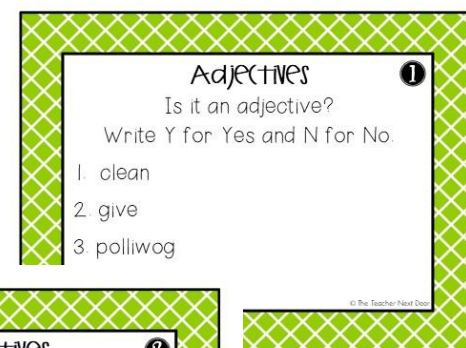 Adjectives 1
Is it an adjective?
Write Y for Yes and N for No.
1. clean
2. give
3. polliwog
© The Teacher Next Door